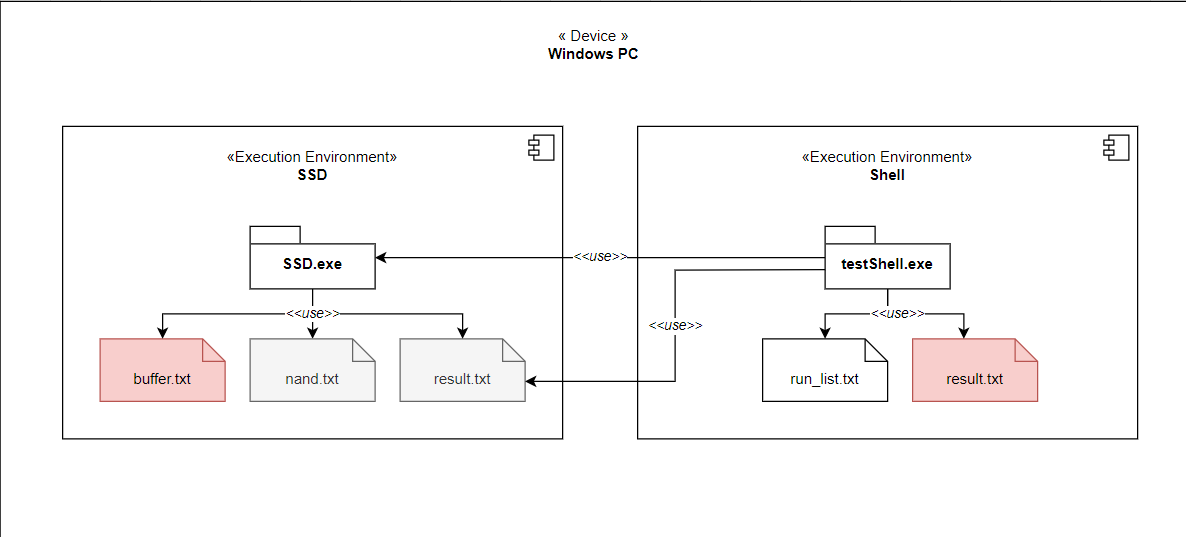 « Device »
Windows PC
«Execution Environment»
SSD
«Execution Environment»
Shell
SSD.exe
<<use>>
testShell.exe
<<use>>
<<use>>
<<use>>
buffer.txt
nand.txt
result.txt
run_list.txt
result.txt